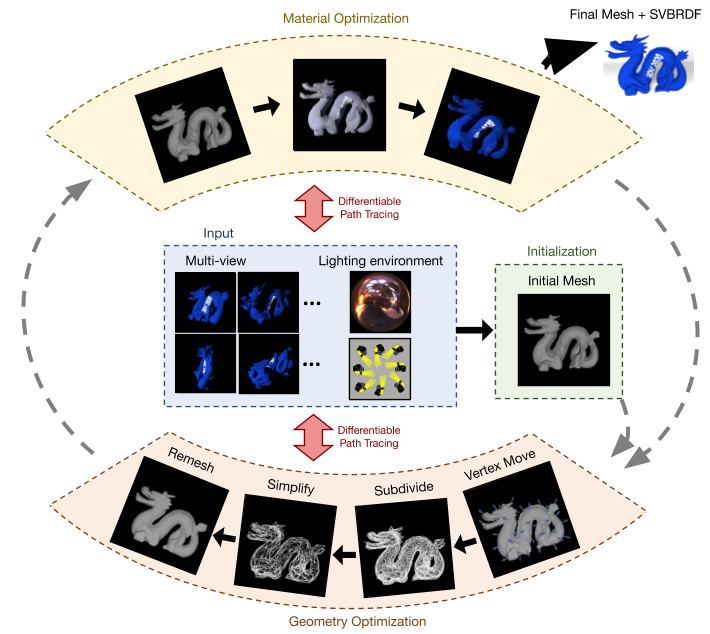 Material Optimization
Final Mesh + SVBRDF
Differentiable
Path Tracing
Input
Multi-view
Lighting environment
...
...
Initialization
Initial Mesh
Differentiable
Path Tracing
Remesh
Simplify
Subdivide
Vertex Move
Geometry Optimization